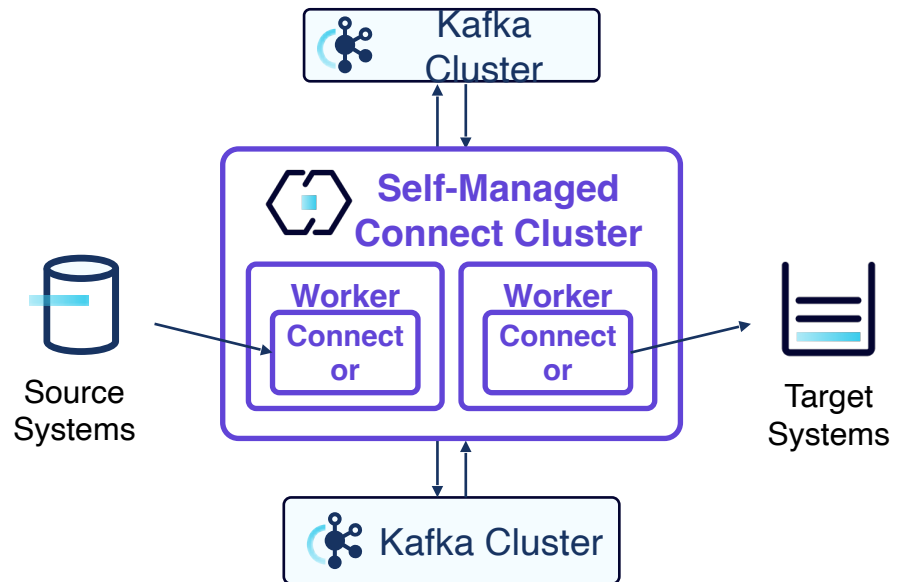 Kafka
Cluster
Self-Managed
Connect Cluster
Worker
Connect
or
Worker
Connect
or
Source
Systems
Target
Systems
Kafka Cluster